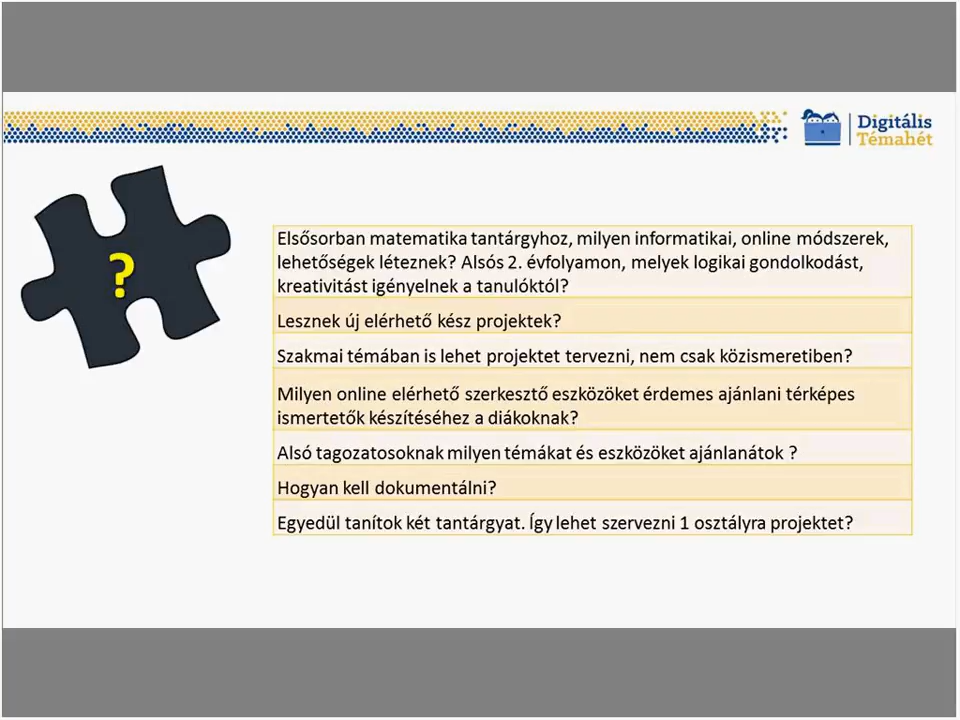 Digitális
Témahét
?
Elsősorban matematika tantárgyhoz, milyen informatikai, online módszerek,
lehetőségek léteznek? Alsós 2. évfolyamon, melyek logikai gondolkodást,
kreativitást igényelnek a tanulóktól?
Lesznek új elérhető kész projektek?
Szakmai témában is lehet projektet tervezni, nem csak közismeretiben?
Milyen online elérhető szerkesztő eszközöket érdemes ajánlani térképes
ismertetők készítéséhez a diákoknak?
Alsó tagozatosoknak milyen témákat és eszközöket ajánlanátok ?
Hogyan kell dokumentálni?
Egyedül tanítok két tantárgyat. Így lehet szervezni 1 osztályra projektet?